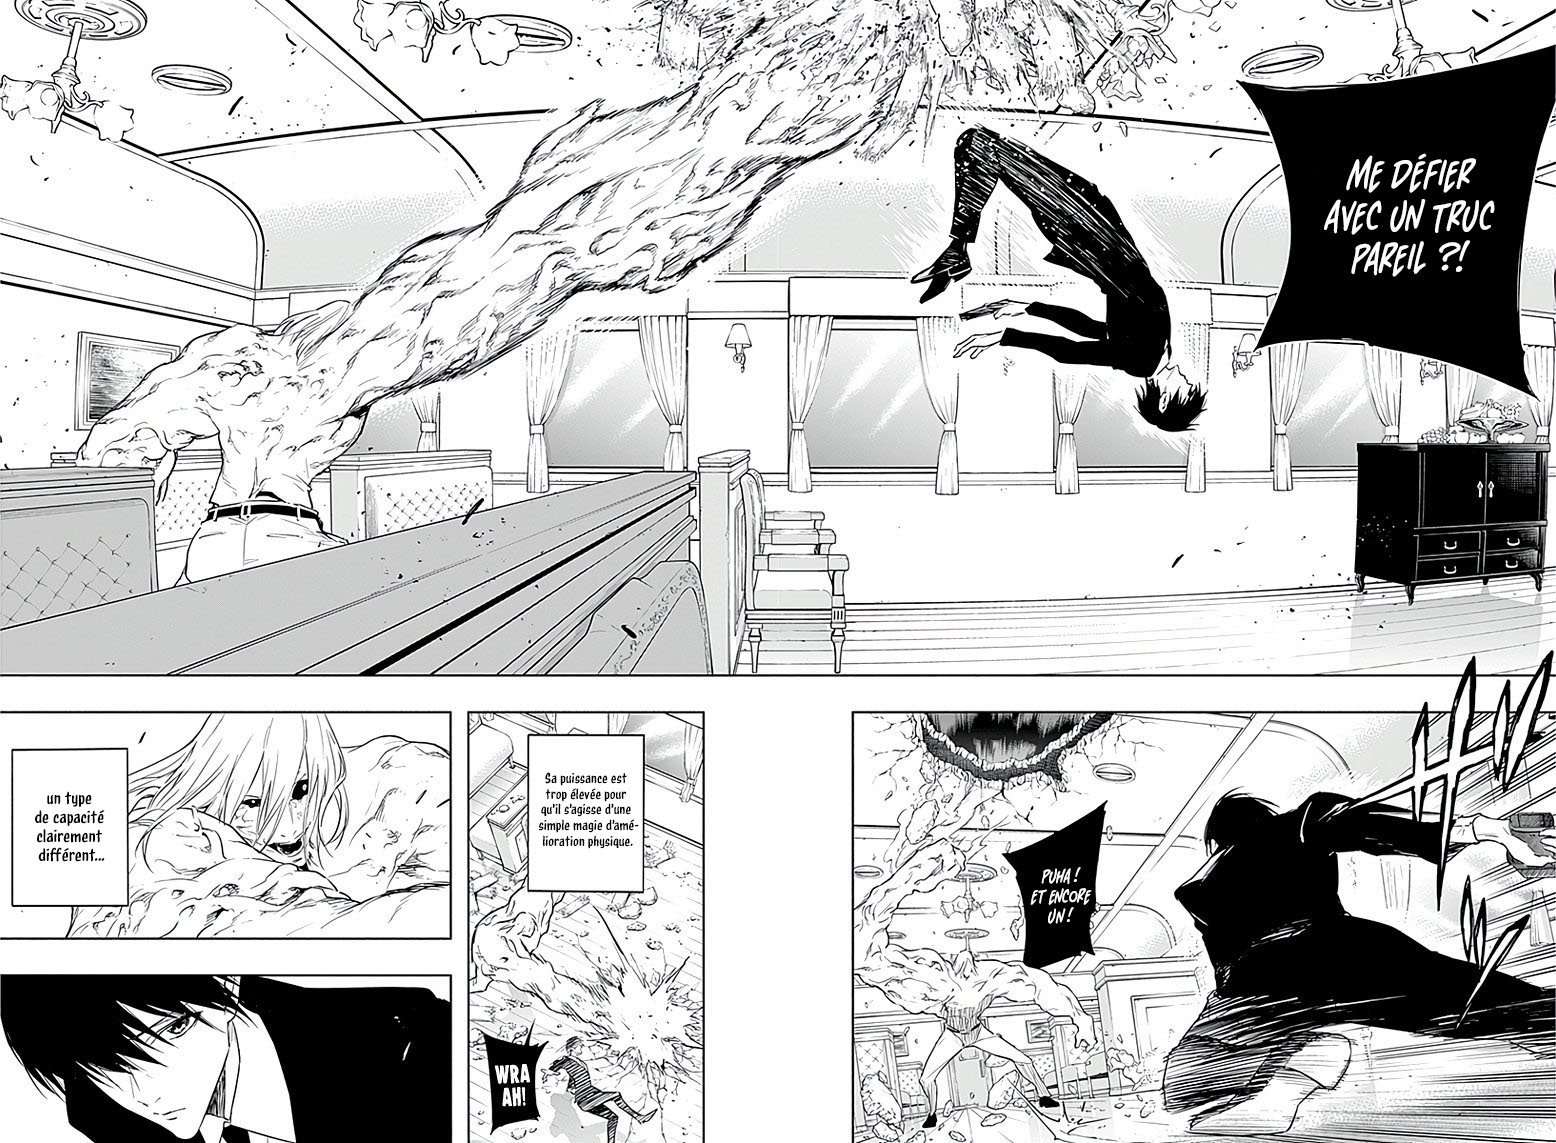 ME DÉFIER
AVEC UN TRUC
PAREIL ?!
PUHA !
ET ENCORE
UN !
Sa puissance est
trop élevée pour
qu'il s'agisse d'une
simple magie d'amé-
lioration physique.
WRA
AH!
un type
de capacité
clairement
différent...